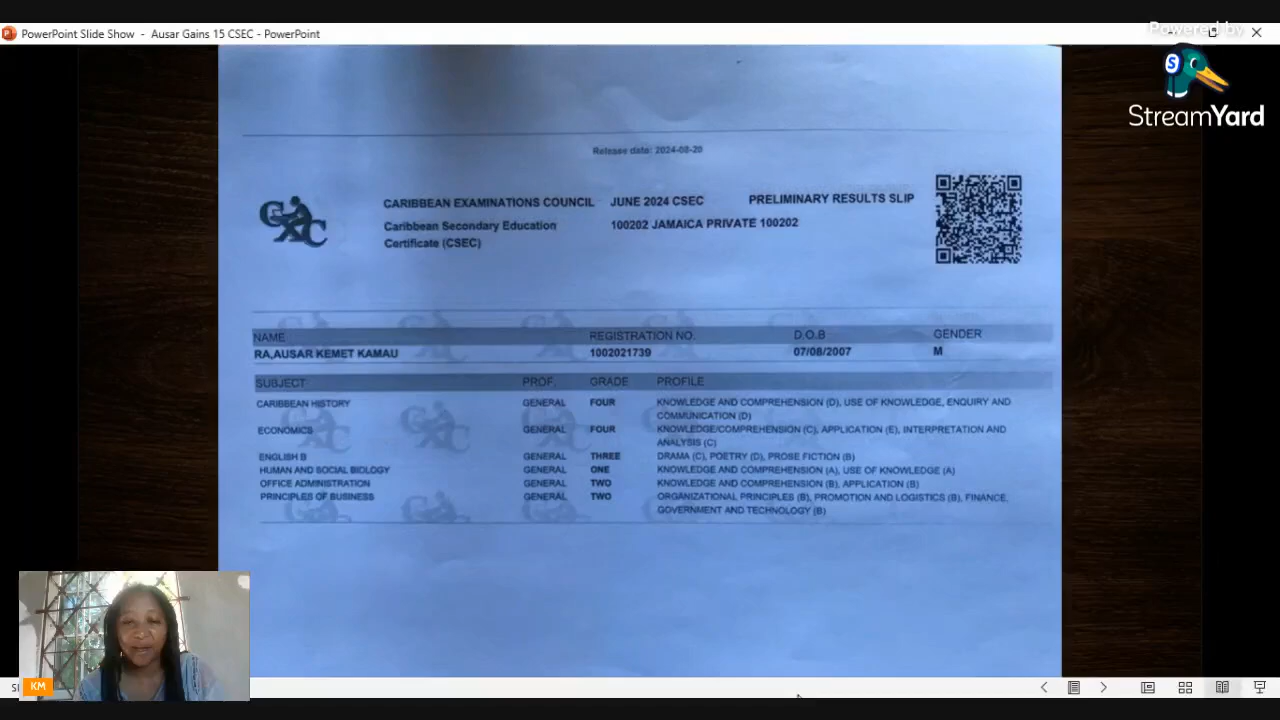 PowerPoint Slide Show - Ausar Gains 15 CSEC - PowerPoint
Powered by
StreamYard
Release date: 2024-08-20
CXC
CARIBBEAN EXAMINATIONS COUNCIL JUNE 2024 CSEC PRELIMINARY RESULTS SLIP
Caribbean Secondary Education 100202 JAMAICA PRIVATE 100202
Certificate (CSEC)
NAME REGISTRATION NO. D.O.B GENDER
RA,AUSAR KEMET KAMAU 1002021739 07/08/2007 M
SUBJECT PROF. GRADE PROFILE
CARIBBEAN HISTORY GENERAL FOUR KNOWLEDGE AND COMPREHENSION (D), USE OF KNOWLEDGE, ENQUIRY AND
COMMUNICATION (D)
ECONOMICS GENERAL FOUR KNOWLEDGE/COMPREHENSION (C), APPLICATION (E), INTERPRETATION AND
ANALYSIS (C)
ENGLISH B GENERAL THREE DRAMA (C), POETRY (D), PROSE FICTION (B)
HUMAN AND SOCIAL BIOLOGY GENERAL ONE KNOWLEDGE AND COMPREHENSION (A), USE OF KNOWLEDGE (A)
OFFICE ADMINISTRATION GENERAL TWO KNOWLEDGE AND COMPREHENSION (B), APPLICATION (B)
PRINCIPLES OF BUSINESS GENERAL TWO ORGANIZATIONAL PRINCIPLES (B), PROMOTION AND LOGISTICS (B), FINANCE,
GOVERNMENT AND TECHNOLOGY (B)
KM